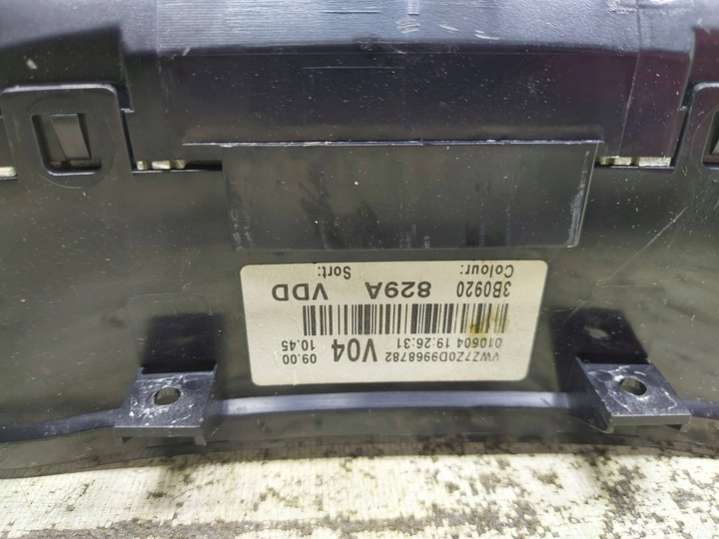 VWZ7Z0D9968782 09.00
010604 19:26:31 V04 10.45
3B0920 829A VDD
Colour: Sort: